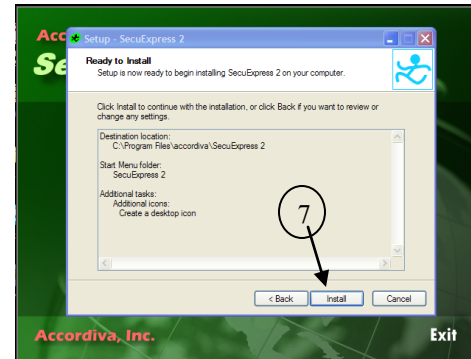 Acc
Se
Setup - SecuExpress 2
Ready to Install
Setup is now ready to begin installing SecuExpress 2 on your computer.
Click Install to continue with the installation, or click Back if you want to review or
change any settings.
Destination location:
C:\Program Files\accordiva\SecuExpress 2
Start Menu folder:
SecuExpress 2
Additional tasks:
Additional icons:
Create a desktop icon
7
< Back Install Cancel
Accordiva, Inc. Exit